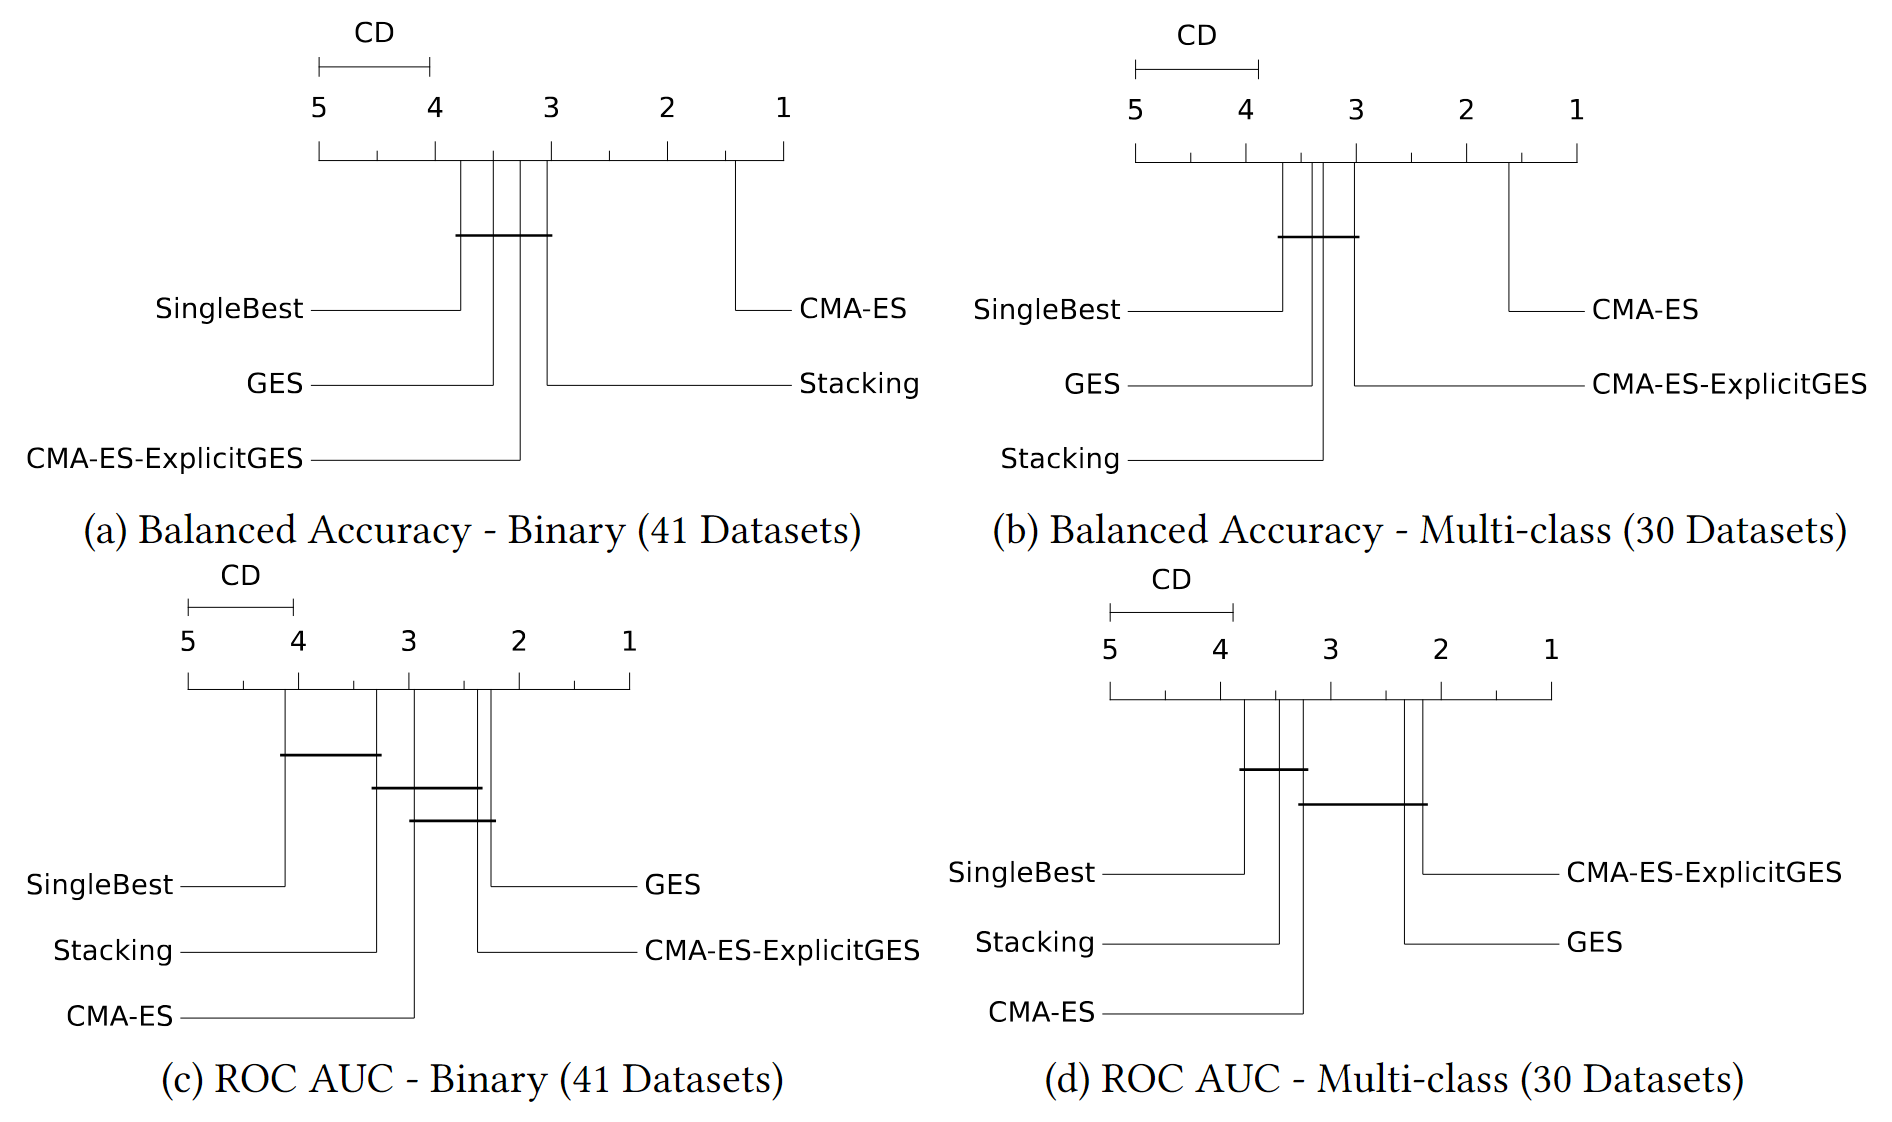 CD
5 4 3 2 1
SingleBest
CMA-ES
GES
Stacking
CMA-ES-ExplicitGES
(a) Balanced Accuracy - Binary (41 Datasets)
CD
5 4 3 2 1
SingleBest
CMA-ES
GES
CMA-ES-ExplicitGES
Stacking
(b) Balanced Accuracy - Multi-class (30 Datasets)
CD
5 4 3 2 1
SingleBest
GES
Stacking
CMA-ES-ExplicitGES
CMA-ES
(c) ROC AUC - Binary (41 Datasets)
CD
5 4 3 2 1
SingleBest
CMA-ES-ExplicitGES
Stacking
GES
CMA-ES
(d) ROC AUC - Multi-class (30 Datasets)